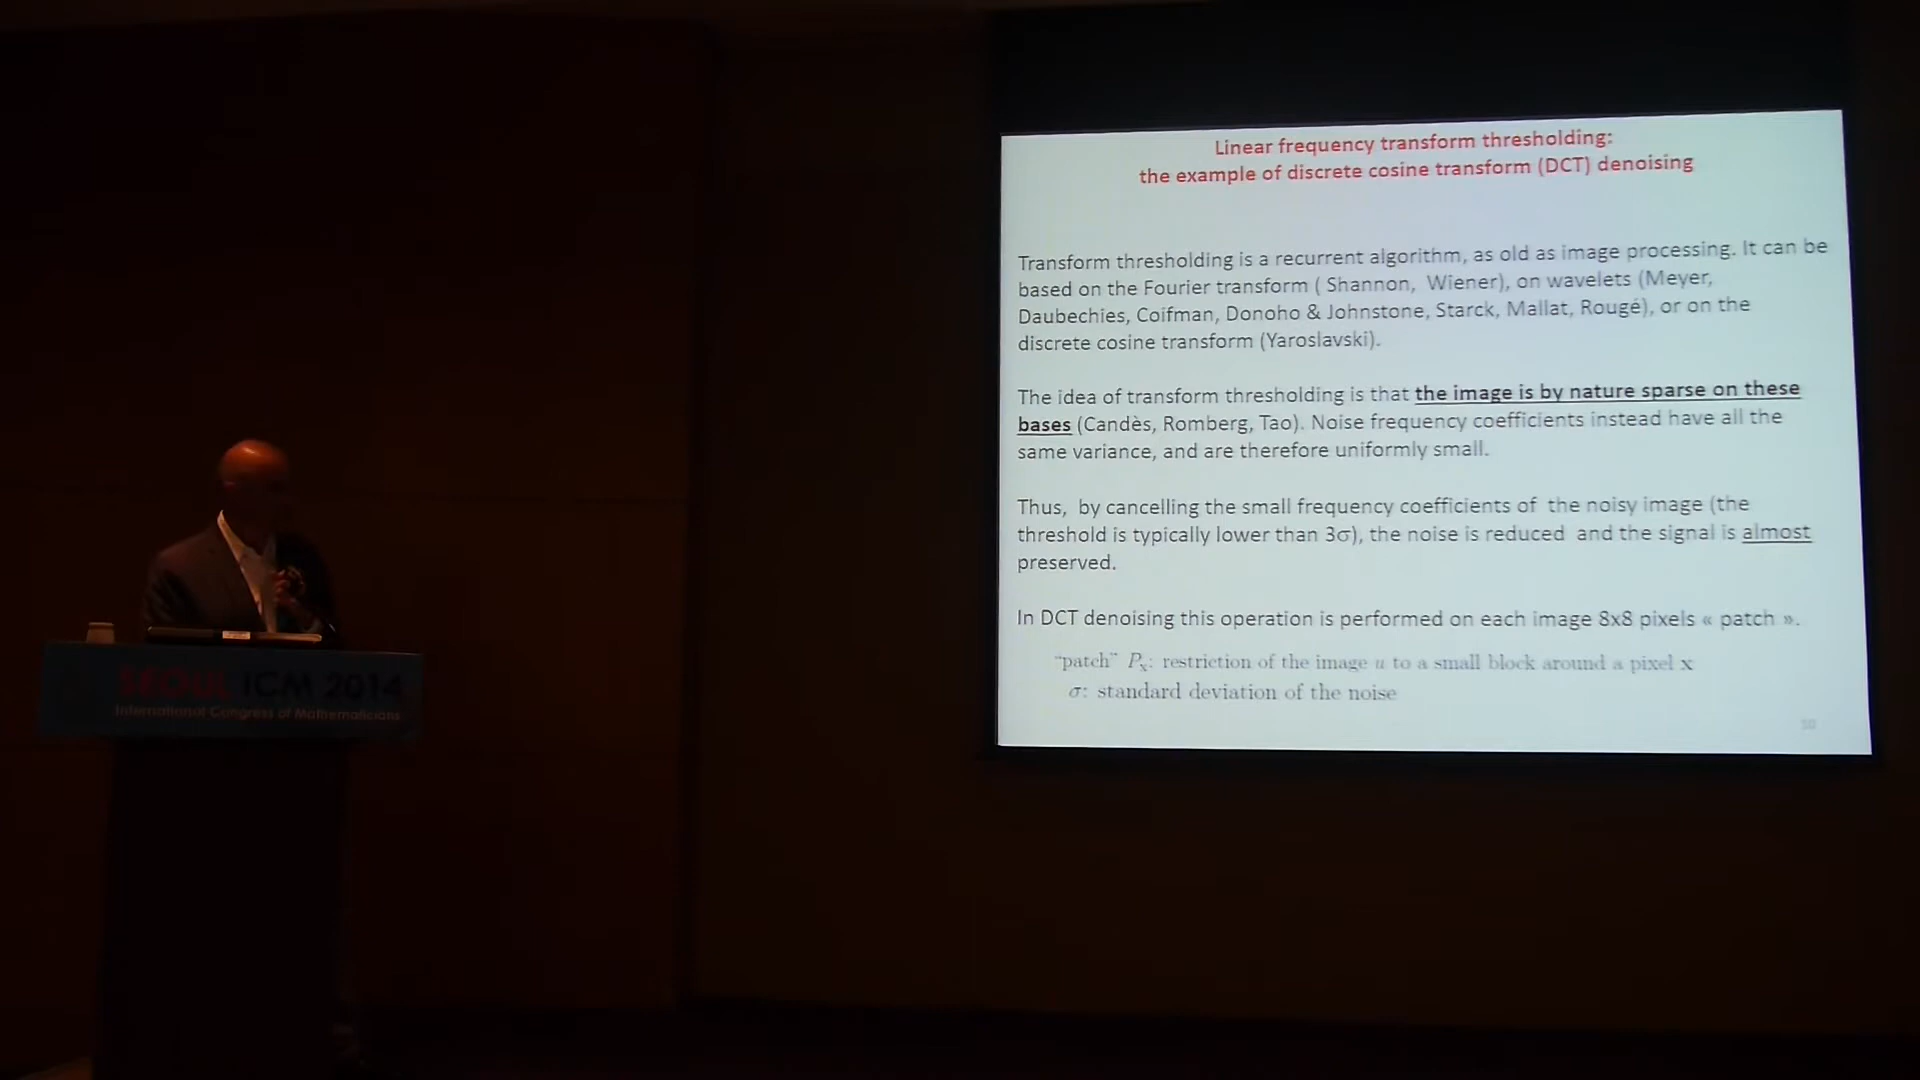 Linear frequency transform thresholding:
the example of discrete cosine transform (DCT) denoising
Transform thresholding is a recurrent algorithm, as old as image processing. It can be
based on the Fourier transform ( Shannon, Wiener), on wavelets (Meyer,
Daubechies, Coifman, Donoho & Johnstone, Starck, Mallat, Rougé), or on the
discrete cosine transform (Yaroslavski).
The idea of transform thresholding is that the image is by nature sparse on these
bases (Candès, Romberg, Tao). Noise frequency coefficients instead have all the
same variance, and are therefore uniformly small.
Thus, by cancelling the small frequency coefficients of the noisy image (the
threshold is typically lower than 3σ), the noise is reduced and the signal is almost
preserved.
In DCT denoising this operation is performed on each image 8x8 pixels « patch ».
"patch" Pₓ: restriction of the image u to a small block around a pixel x
σ: standard deviation of the noise
SEOUL ICM 2014
International Congress of Mathematicians